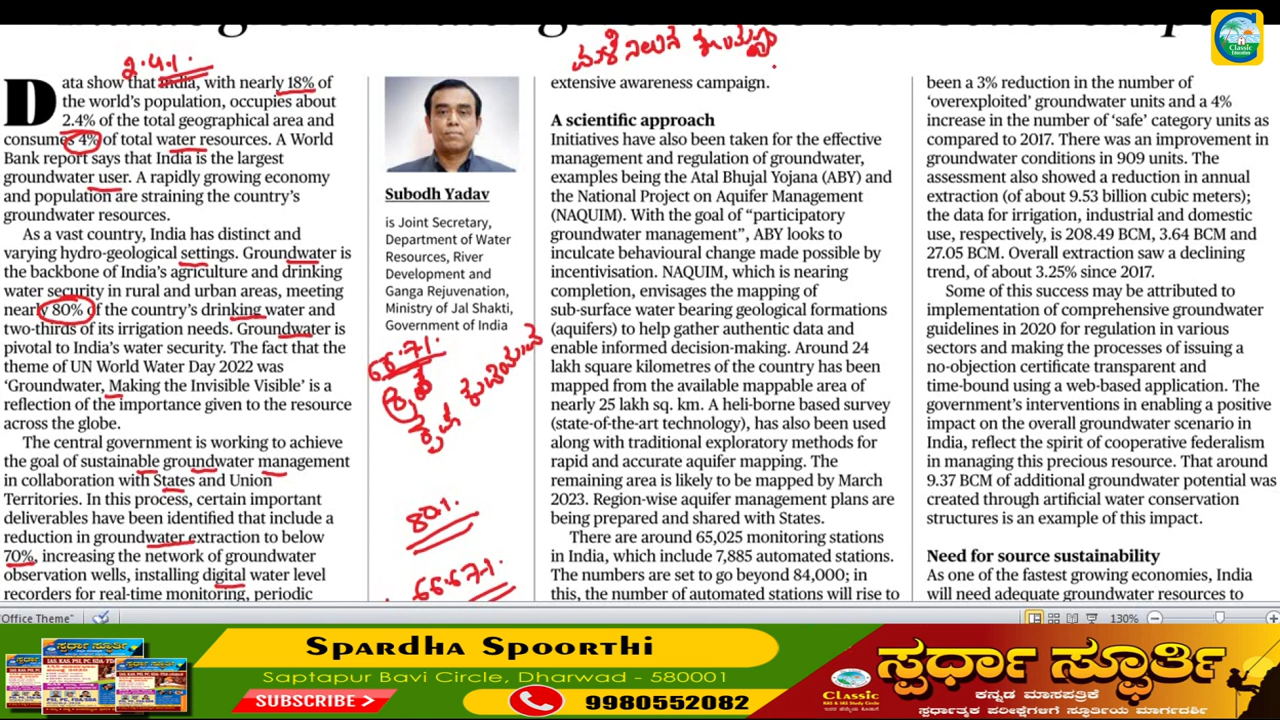 2.4%
ata show that India, with nearly 18% of
the world's population, occupies about
2.4% of the total geographical area and
consumes 4% of total water resources. A World
Bank report says that India is the largest
groundwater user. A rapidly growing economy
and population are straining the country's
groundwater resources.
As a vast country, India has distinct and
varying hydro-geological settings. Groundwater is
the backbone of India's agriculture and drinking
water security in rural and urban areas, meeting
nearly 80% of the country's drinking water and
two-thirds of its irrigation needs. Groundwater is
pivotal to India's water security. The fact that the
theme of UN World Water Day 2022 was
'Groundwater, Making the Invisible Visible' is a
reflection of the importance given to the resource
across the globe.
The central government is working to achieve
the goal of sustainable groundwater management
in collaboration with States and Union
Territories. In this process, certain important
deliverables have been identified that include a
reduction in groundwater extraction to below
70%, increasing the network of groundwater
observation wells, installing digital water level
recorders for real-time monitoring, periodic
D
Subodh Yadav
is Joint Secretary,
Department of Water
Resources, River
Development and
Ganga Rejuvenation,
Ministry of Jal Shakti,
Government of India
66.7%
80%
66.67%
extensive awareness campaign.
A scientific approach
Initiatives have also been taken for the effective
management and regulation of groundwater,
examples being the Atal Bhujal Yojana (ABY) and
the National Project on Aquifer Management
(NAQUIM). With the goal of “participatory
groundwater management”, ABY looks to
inculcate behavioural change made possible by
incentivisation. NAQUIM, which is nearing
completion, envisages the mapping of
sub-surface water bearing geological formations
(aquifers) to help gather authentic data and
enable informed decision-making. Around 24
lakh square kilometres of the country has been
mapped from the available mappable area of
nearly 25 lakh sq. km. A heli-borne based survey
(state-of-the-art technology), has also been used
along with traditional exploratory methods for
rapid and accurate aquifer mapping. The
remaining area is likely to be mapped by March
2023. Region-wise aquifer management plans are
being prepared and shared with States.
There are around 65,025 monitoring stations
in India, which include 7,885 automated stations.
The numbers are set to go beyond 84,000; in
this, the number of automated stations will rise to
been a 3% reduction in the number of
'overexploited' groundwater units and a 4%
increase in the number of 'safe' category units as
compared to 2017. There was an improvement in
groundwater conditions in 909 units. The
assessment also showed a reduction in annual
extraction (of about 9.53 billion cubic meters);
the data for irrigation, industrial and domestic
use, respectively, is 208.49 BCM, 3.64 BCM and
27.05 BCM. Overall extraction saw a declining
trend, of about 3.25% since 2017.
Some of this success may be attributed to
implementation of comprehensive groundwater
guidelines in 2020 for regulation in various
sectors and making the processes of issuing a
no-objection certificate transparent and
time-bound using a web-based application. The
government's interventions in enabling a positive
impact on the overall groundwater scenario in
India, reflect the spirit of cooperative federalism
in managing this precious resource. That around
9.37 BCM of additional groundwater potential was
created through artificial water conservation
structures is an example of this impact.
Need for source sustainability
As one of the fastest growing economies, India
will need adequate groundwater resources to
Classic
Education
"Office Theme"
130%
Spardha Spoorthi
Saptapur Bavi Circle, Dharwad - 580001
SUBSCRIBE
9980552082
ಸ್ಪರ್ಧಾ ಸ್ಫೂರ್ತಿ
Classic
ಕನ್ನಡ ಮಾಸಪತ್ರಿಕೆ
ಸ್ಪರ್ಧಾತ್ಮಕ ಪರೀಕ್ಷೆಗಳಿಗೆ ಸ್ಫೂರ್ತಿಯ ಮಾರ್ಗದರ್ಶಿ